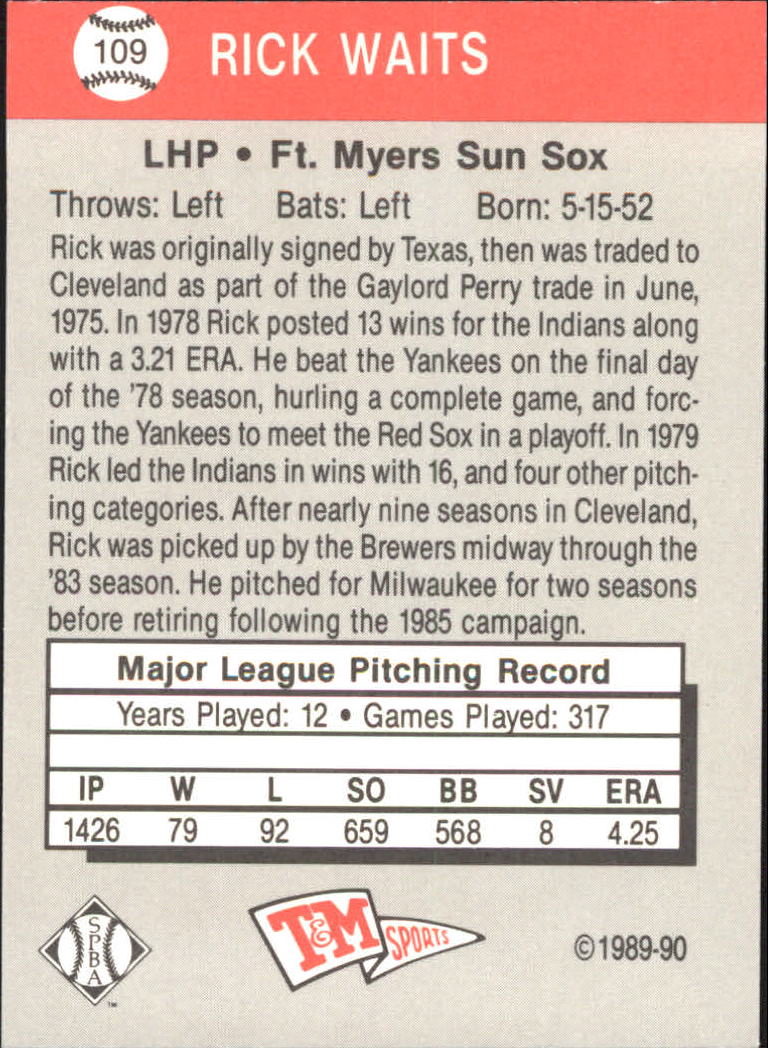 109
RICK WAITS
LHP • Ft. Myers Sun Sox
Throws: Left Bats: Left Born: 5-15-52
Rick was originally signed by Texas, then was traded to
Cleveland as part of the Gaylord Perry trade in June,
1975. In 1978 Rick posted 13 wins for the Indians along
with a 3.21 ERA. He beat the Yankees on the final day
of the '78 season, hurling a complete game, and forc-
ing the Yankees to meet the Red Sox in a playoff. In 1979
Rick led the Indians in wins with 16, and four other pitch-
ing categories. After nearly nine seasons in Cleveland,
Rick was picked up by the Brewers midway through the
'83 season. He pitched for Milwaukee for two seasons
before retiring following the 1985 campaign.
Major League Pitching Record
Years Played: 12 • Games Played: 317
IP W L SO BB SV ERA
1426 79 92 659 568 8 4.25
SPBA
™
T&M SPORTS
©1989-90